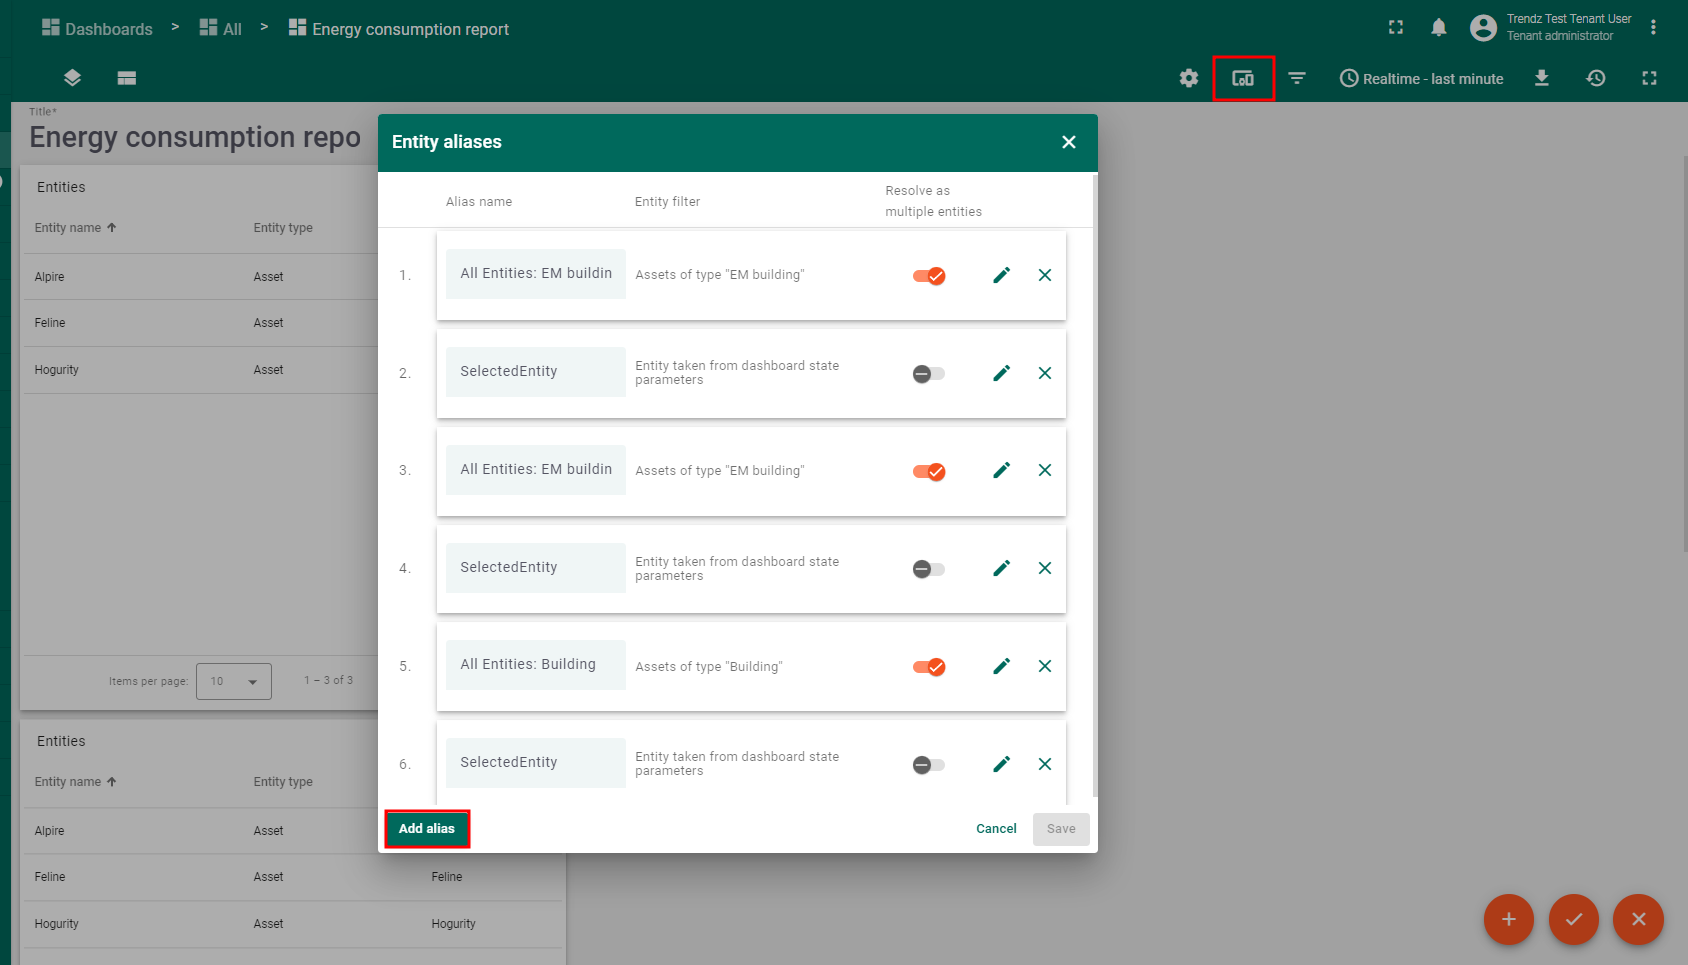 Dashboards > All > Energy consumption report
Trendz Test Tenant User
Tenant administrator
Realtime - last minute
Title*
Energy consumption repo
Entities
Entity name Entity type
Alpire Asset
Feline Asset
Hogurity Asset
Items per page: 10 1 – 3 of 3
Entities
Entity name Entity type
Alpire Asset
Feline Asset Feline
Hogurity Asset Hogurity
Entity aliases
Alias name Entity filter Resolve as
multiple entities
1. All Entities: EM buildin Assets of type "EM building"
2. SelectedEntity Entity taken from dashboard state
parameters
3. All Entities: EM buildin Assets of type "EM building"
4. SelectedEntity Entity taken from dashboard state
parameters
5. All Entities: Building Assets of type "Building"
6. SelectedEntity Entity taken from dashboard state
parameters
Add alias Cancel Save